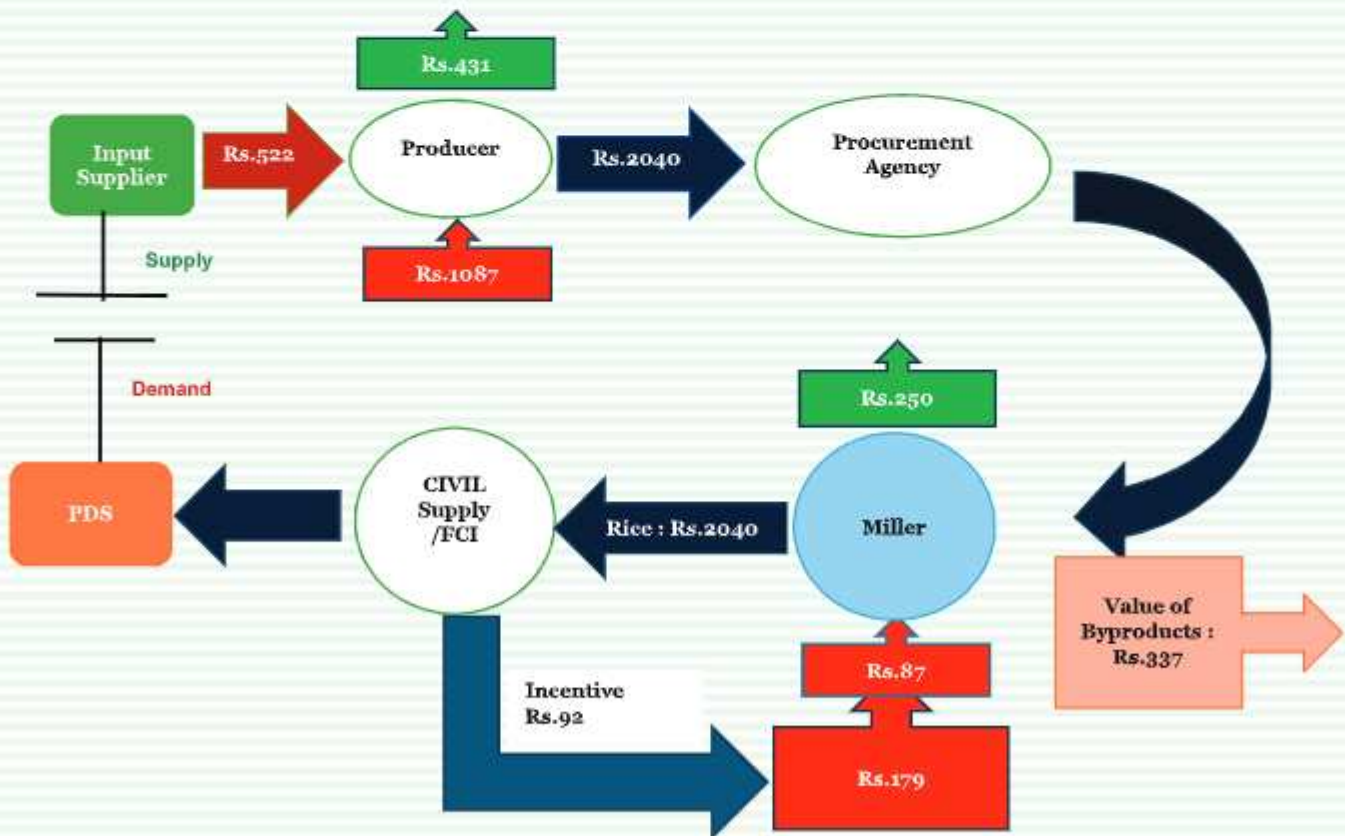 Rs.431
Input
Supplier
Rs.522
Producer
Rs.2040
Procurement
Agency
Rs.1087
Supply
Demand
Rs.250
PDS
CIVIL
Supply
/FCI
Rice : Rs.2040
Miller
Value of
Byproducts :
Rs.337
Rs.87
Incentive
Rs.92
Rs.179